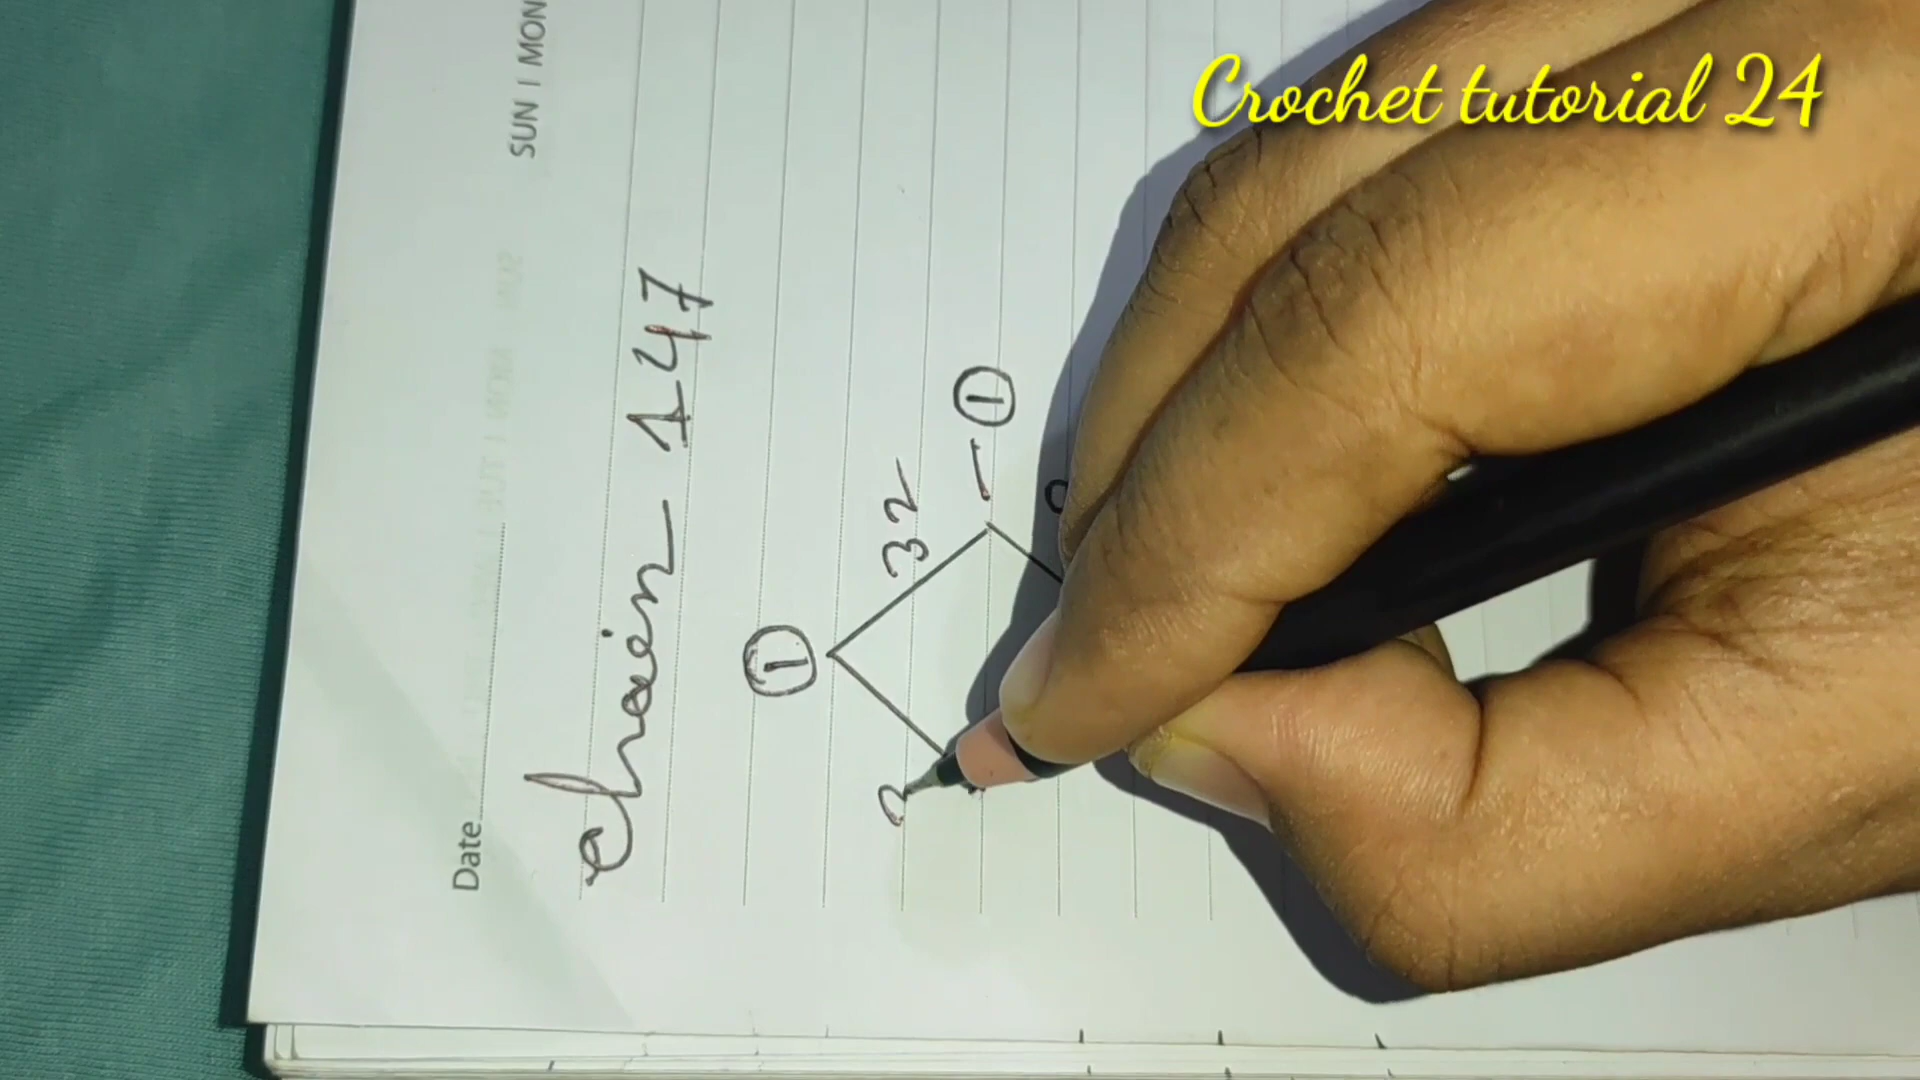 Crochet tutorial 24
SUN I MON
Date
chain 147
1
32
1